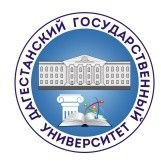 ДАГЕСТАНСКИЙ ГОСУДАРСТВЕННЫЙ
УНИВЕРСИТЕТ